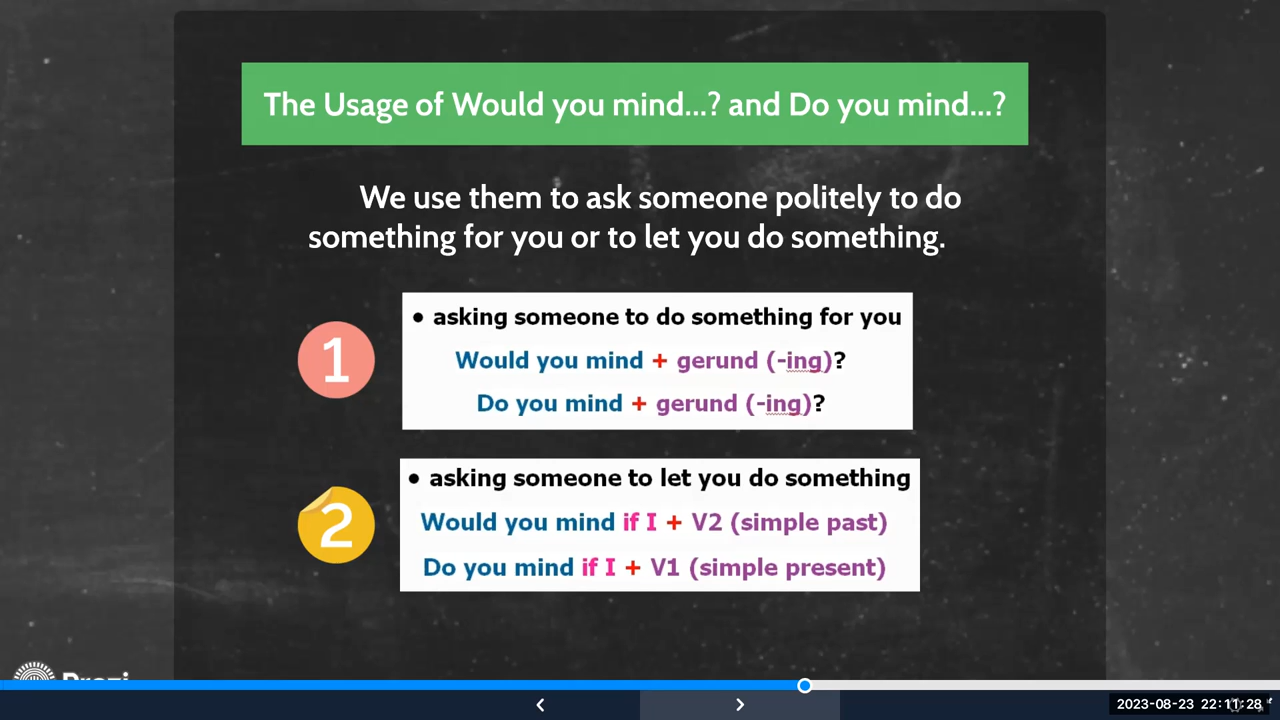 The Usage of Would you mind...? and Do you mind...?
We use them to ask someone politely to do
something for you or to let you do something.
1
• asking someone to do something for you
Would you mind + gerund (-ing)?
Do you mind + gerund (-ing)?
2
• asking someone to let you do something
Would you mind if I + V2 (simple past)
Do you mind if I + V1 (simple present)
Prezi
2023-08-23 22:11:28